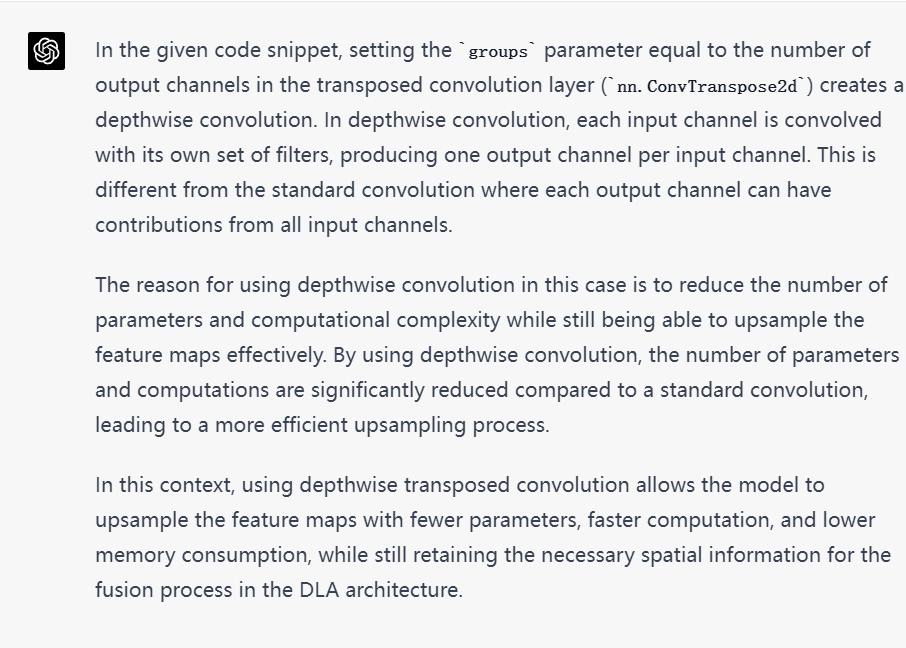 In the given code snippet, setting the `groups` parameter equal to the number of
output channels in the transposed convolution layer (`nn.ConvTranspose2d`) creates a
depthwise convolution. In depthwise convolution, each input channel is convolved
with its own set of filters, producing one output channel per input channel. This is
different from the standard convolution where each output channel can have
contributions from all input channels.
The reason for using depthwise convolution in this case is to reduce the number of
parameters and computational complexity while still being able to upsample the
feature maps effectively. By using depthwise convolution, the number of parameters
and computations are significantly reduced compared to a standard convolution,
leading to a more efficient upsampling process.
In this context, using depthwise transposed convolution allows the model to
upsample the feature maps with fewer parameters, faster computation, and lower
memory consumption, while still retaining the necessary spatial information for the
fusion process in the DLA architecture.